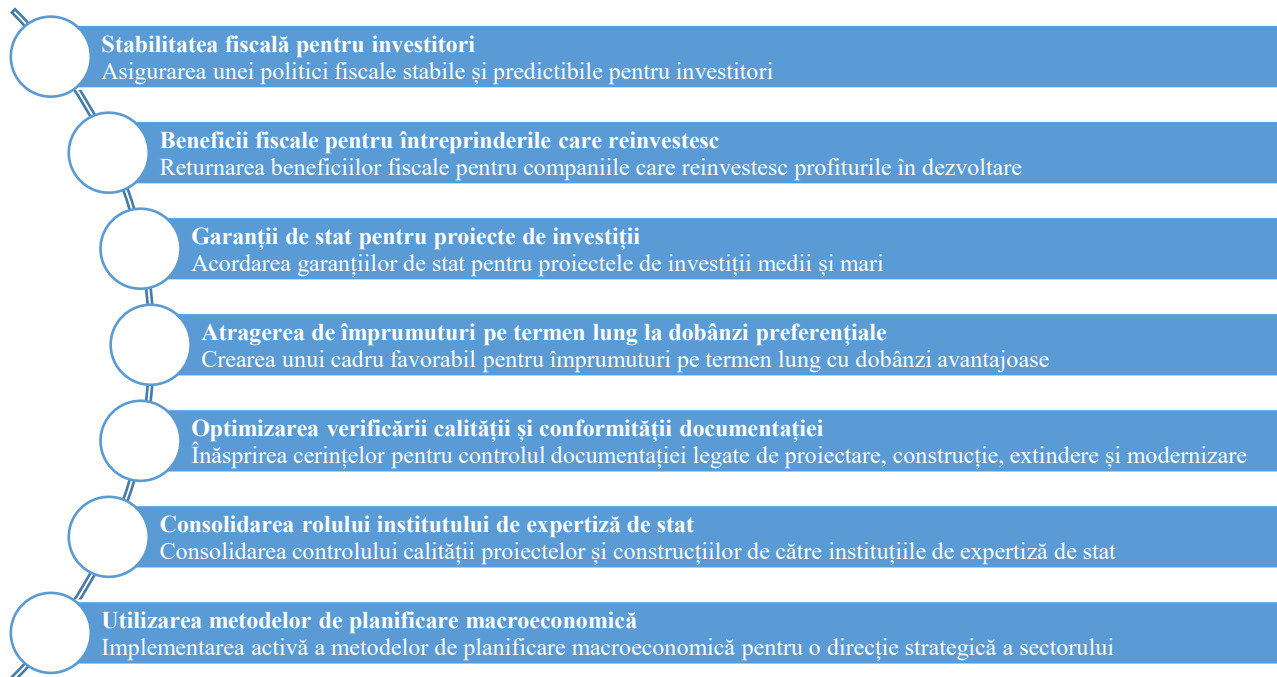 Stabilitatea fiscală pentru investitori
Asigurarea unei politici fiscale stabile și predictibile pentru investitori
Beneficii fiscale pentru întreprinderile care reinvestesc
Returnarea beneficiilor fiscale pentru companiile care reinvestesc profiturile în dezvoltare
Garanții de stat pentru proiecte de investiții
Acordarea garanțiilor de stat pentru proiectele de investiții medii și mari
Atragerea de împrumuturi pe termen lung la dobânzi preferențiale
Crearea unui cadru favorabil pentru împrumuturi pe termen lung cu dobânzi avantajoase
Optimizarea verificării calității și conformității documentației
Înăsprirea cerințelor pentru controlul documentației legate de proiectare, construcție, extindere și modernizare
Consolidarea rolului institutului de expertiză de stat
Consolidarea controlului calității proiectelor și construcțiilor de către instituțiile de expertiză de stat
Utilizarea metodelor de planificare macroeconomică
Implementarea activă a metodelor de planificare macroeconomică pentru o direcție strategică a sectorului